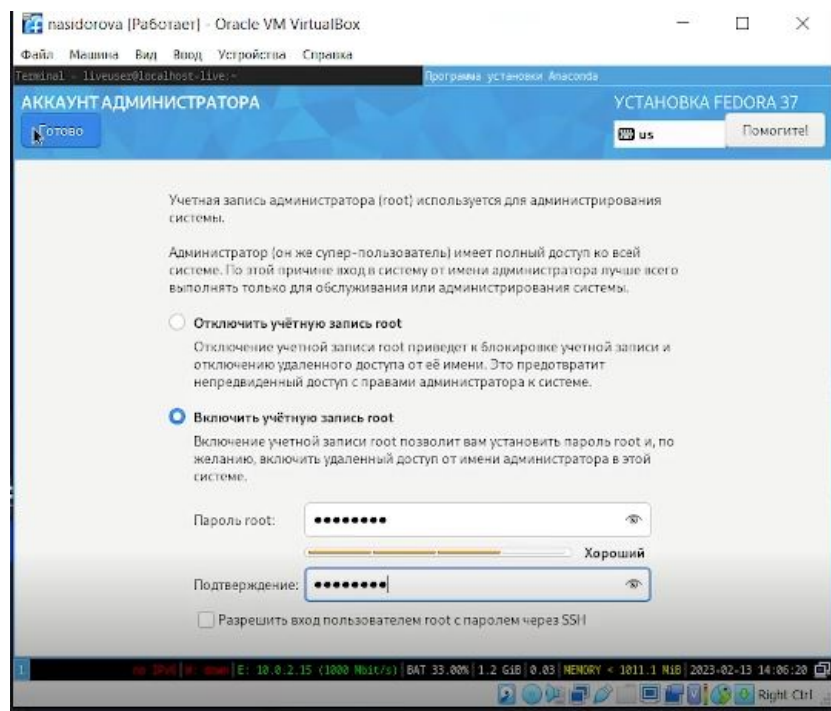 nasidorova [Работает] - Oracle VM VirtualBox
Файл Машина Вид Ввод Устройства Справка
Terminal - liveuser@localhost-live:~ Программа установки Anaconda
АККАУНТ АДМИНИСТРАТОРА УСТАНОВКА FEDORA 37
Готово us Помогите!
Учетная запись администратора (root) используется для администрирования
системы.
Администратор (он же супер-пользователь) имеет полный доступ ко всей
системе. По этой причине вход в систему от имени администратора лучше всего
выполнять только для обслуживания или администрирования системы.
Отключить учётную запись root
Отключение учетной записи root приведет к блокировке учетной записи и
отключению удаленного доступа от её имени. Это предотвратит
непредвиденный доступ с правами администратора к системе.
Включить учётную запись root
Включение учетной записи root позволит вам установить пароль root и, по
желанию, включить удаленный доступ от имени администратора в этой
системе.
Пароль root: ●●●●●●●●
Хороший
Подтверждение: ●●●●●●●●
Разрешить вход пользователем root с паролем через SSH
1 no IPv6 W: down E: 10.0.2.15 (1000 Mbit/s) BAT 33.00% 1.2 GiB 0.03 MEMORY < 1011.1 MiB 2023-02-13 14:06:20
Right Ctrl